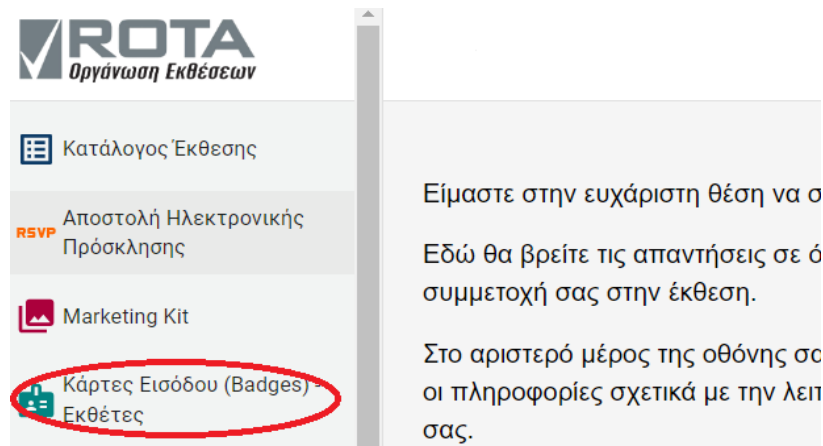 ROTA
Οργάνωση Εκθέσεων
Κατάλογος Έκθεσης
RSVP
Αποστολή Ηλεκτρονικής
Πρόσκλησης
Marketing Kit
Κάρτες Εισόδου (Badges) -
Εκθέτες
Είμαστε στην ευχάριστη θέση να
Εδώ θα βρείτε τις απαντήσεις σε
συμμετοχή σας στην έκθεση.
Στο αριστερό μέρος της οθόνης
οι πληροφορίες σχετικά με την
σας.